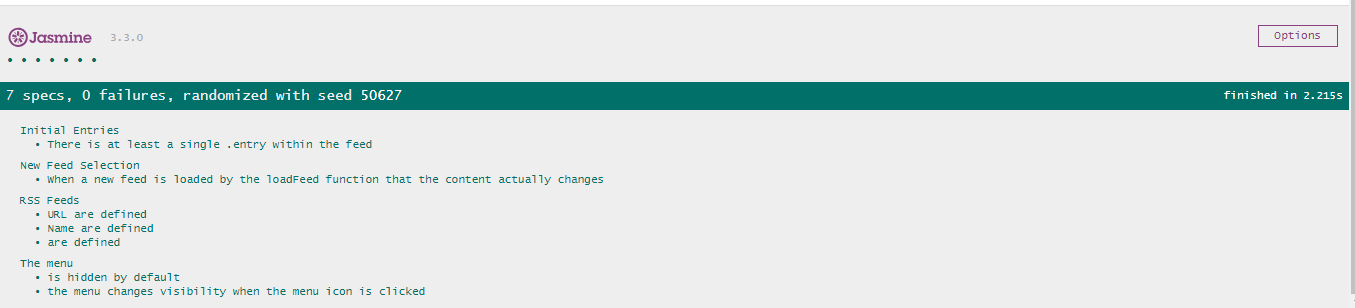 Jasmine 3.3.0 Options
• • • • • • •
7 specs, 0 failures, randomized with seed 50627 finished in 2.215s
Initial Entries
• There is at least a single .entry within the feed
New Feed Selection
• When a new feed is loaded by the loadFeed function that the content actually changes
RSS Feeds
• URL are defined
• Name are defined
• are defined
The menu
• is hidden by default
• the menu changes visibility when the menu icon is clicked